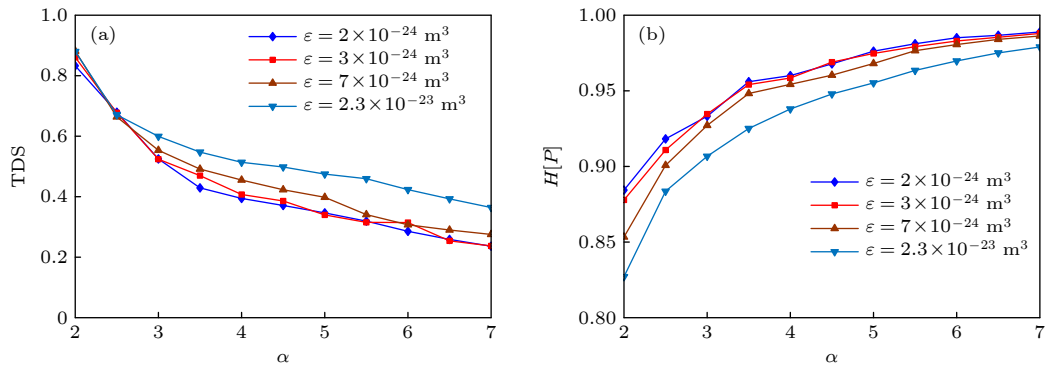 (a)
ε = 2×10⁻²⁴ m³
ε = 3×10⁻²⁴ m³
ε = 7×10⁻²⁴ m³
ε = 2.3×10⁻²³ m³
TDS
1.0
0.8
0.6
0.4
0.2
0
2 3 4 5 6 7
α
(b)
H[P]
1.00
0.95
0.90
0.85
0.80
ε = 2×10⁻²⁴ m³
ε = 3×10⁻²⁴ m³
ε = 7×10⁻²⁴ m³
ε = 2.3×10⁻²³ m³
2 3 4 5 6 7
α